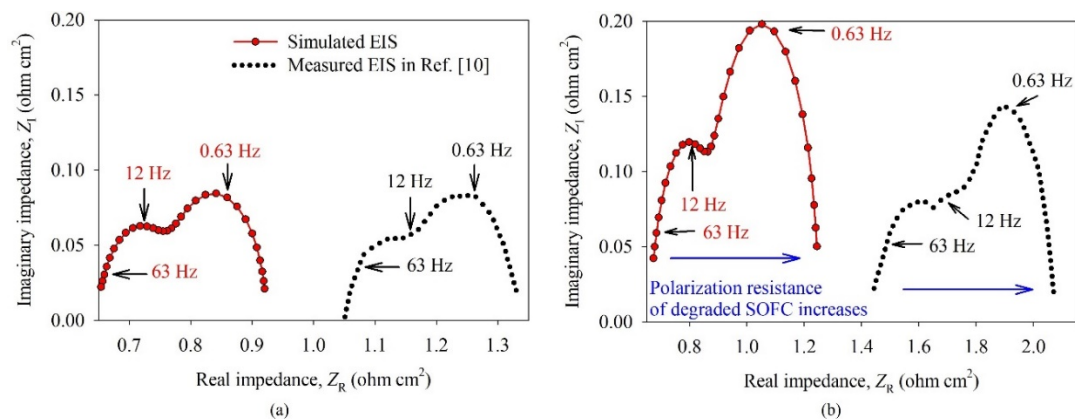 (a)
0.20
0.15
0.10
0.05
0.00
Imaginary impedance, Z_I (ohm cm²)
Simulated EIS
Measured EIS in Ref. [10]
0.63 Hz
12 Hz
63 Hz
0.63 Hz
12 Hz
63 Hz
0.7 0.8 0.9 1.0 1.1 1.2 1.3
Real impedance, Z_R (ohm cm²)
(a)
(b)
0.20
0.15
0.10
0.05
0.00
Imaginary impedance, Z_I (ohm cm²)
0.63 Hz
12 Hz
63 Hz
0.63 Hz
12 Hz
63 Hz
Polarization resistance
of degraded SOFC increases
0.8 1.0 1.2 1.4 1.6 1.8 2.0
Real impedance, Z_R (ohm cm²)
(b)